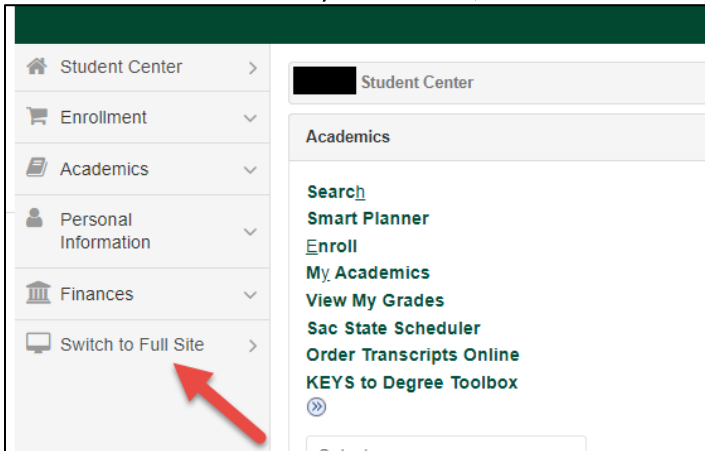 Student Center
Enrollment
Academics
Personal
Information
Finances
Switch to Full Site
Student Center
Academics
Search
Smart Planner
Enroll
My Academics
View My Grades
Sac State Scheduler
Order Transcripts Online
KEYS to Degree Toolbox